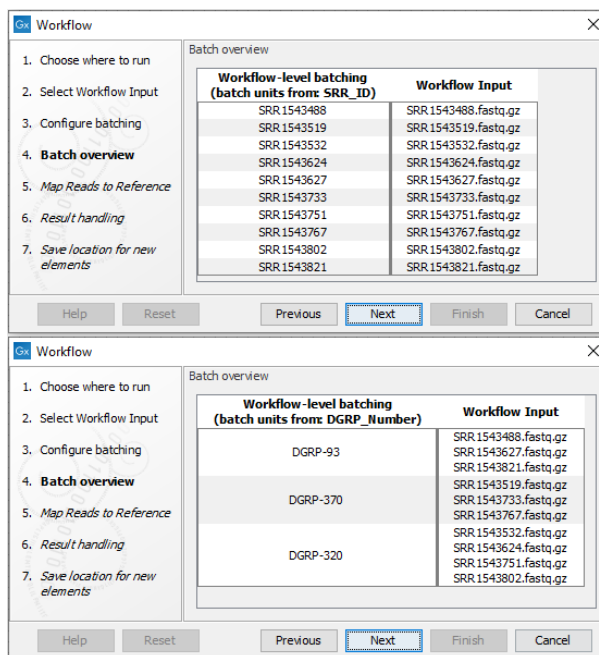 Gx Workflow
1. Choose where to run
2. Select Workflow Input
3. Configure batching
4. Batch overview
5. Map Reads to Reference
6. Result handling
7. Save location for new
elements
Batch overview
Workflow-level batching
(batch units from: SRR_ID)
Workflow Input
SRR1543488 SRR1543488.fastq.gz
SRR1543519 SRR1543519.fastq.gz
SRR1543532 SRR1543532.fastq.gz
SRR1543624 SRR1543624.fastq.gz
SRR1543627 SRR1543627.fastq.gz
SRR1543733 SRR1543733.fastq.gz
SRR1543751 SRR1543751.fastq.gz
SRR1543767 SRR1543767.fastq.gz
SRR1543802 SRR1543802.fastq.gz
SRR1543821 SRR1543821.fastq.gz
Help Reset Previous Next Finish Cancel
Gx Workflow
1. Choose where to run
2. Select Workflow Input
3. Configure batching
4. Batch overview
5. Map Reads to Reference
6. Result handling
7. Save location for new
elements
Batch overview
Workflow-level batching
(batch units from: DGRP_Number)
Workflow Input
DGRP-93
SRR1543488.fastq.gz
SRR1543627.fastq.gz
SRR1543821.fastq.gz
DGRP-370
SRR1543519.fastq.gz
SRR1543733.fastq.gz
SRR1543767.fastq.gz
DGRP-320
SRR1543532.fastq.gz
SRR1543624.fastq.gz
SRR1543751.fastq.gz
SRR1543802.fastq.gz
Help Reset Previous Next Finish Cancel